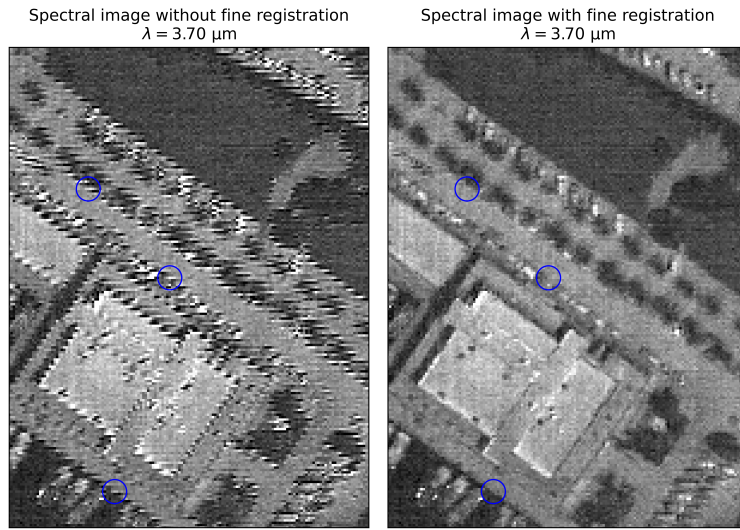 Spectral image without fine registration
λ = 3.70 μm
Spectral image with fine registration
λ = 3.70 μm